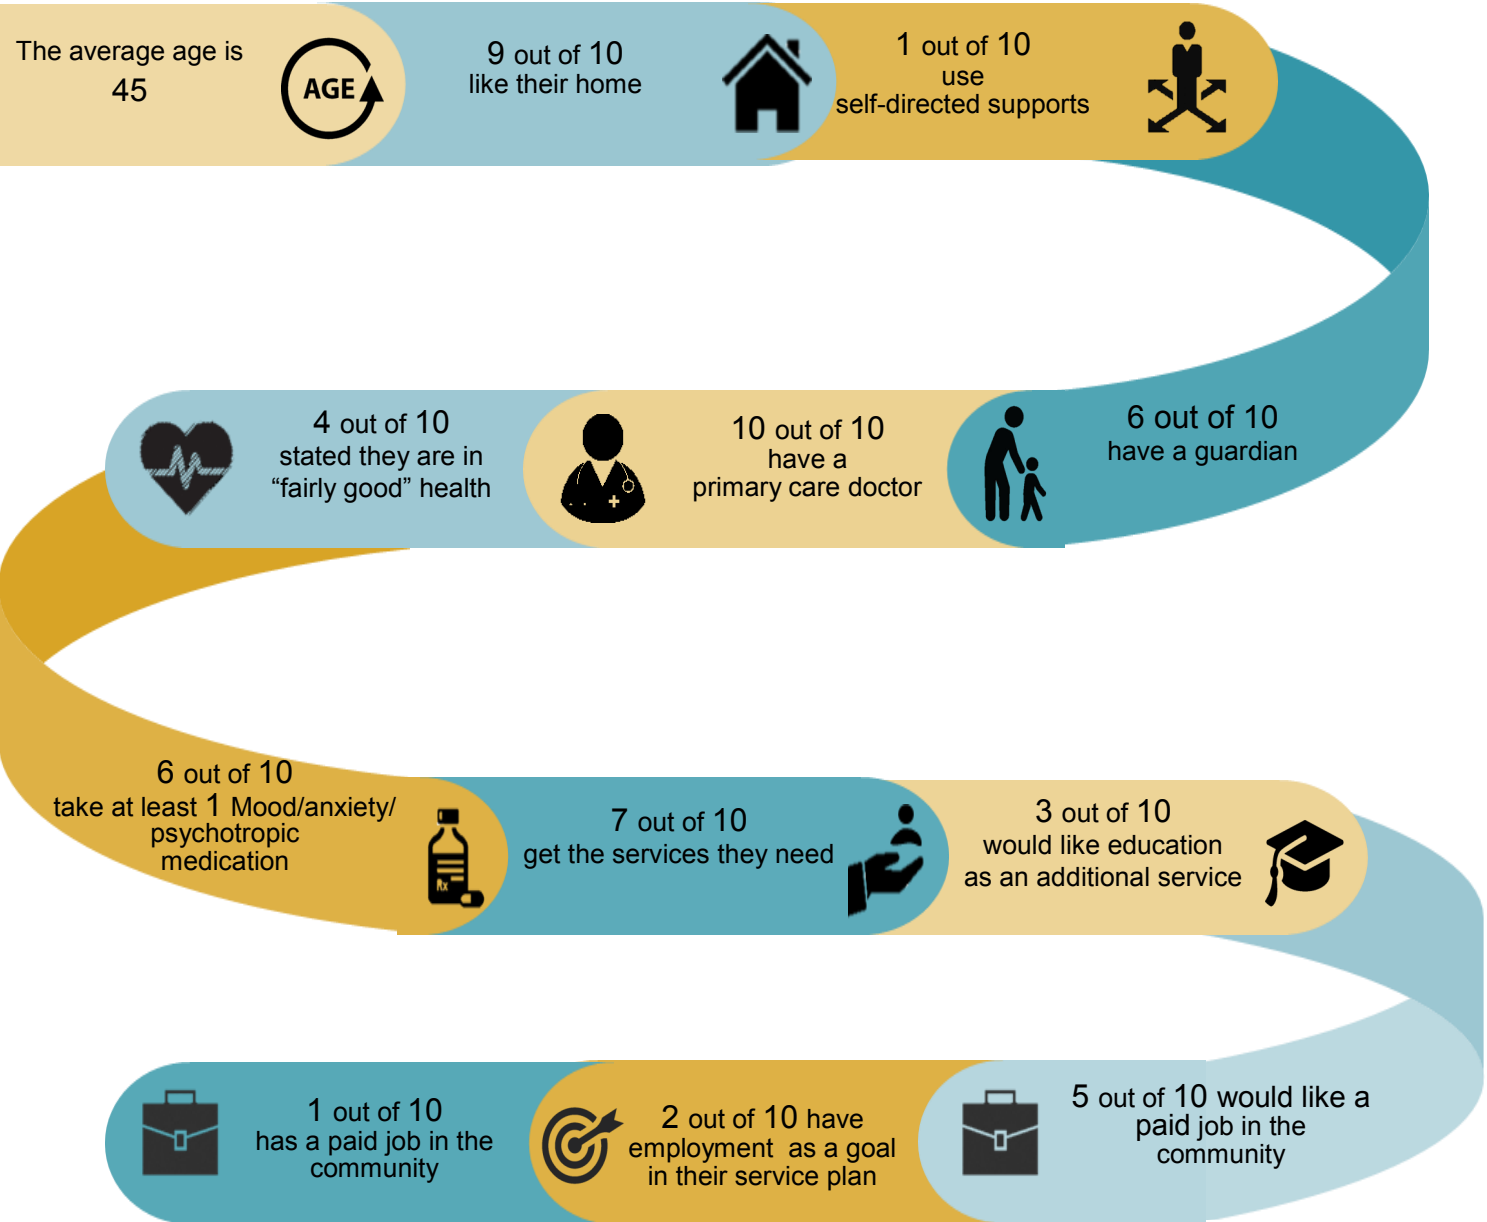 The average age is
45
AGE
9 out of 10
like their home
1 out of 10
use
self-directed supports
6 out of 10
have a guardian
10 out of 10
have a
primary care doctor
4 out of 10
stated they are in
“fairly good” health
6 out of 10
take at least 1 Mood/anxiety/
psychotropic
medication
Rx
7 out of 10
get the services they need
3 out of 10
would like education
as an additional service
5 out of 10 would like a
paid job in the
community
2 out of 10 have
employment as a goal
in their service plan
1 out of 10
has a paid job in the
community